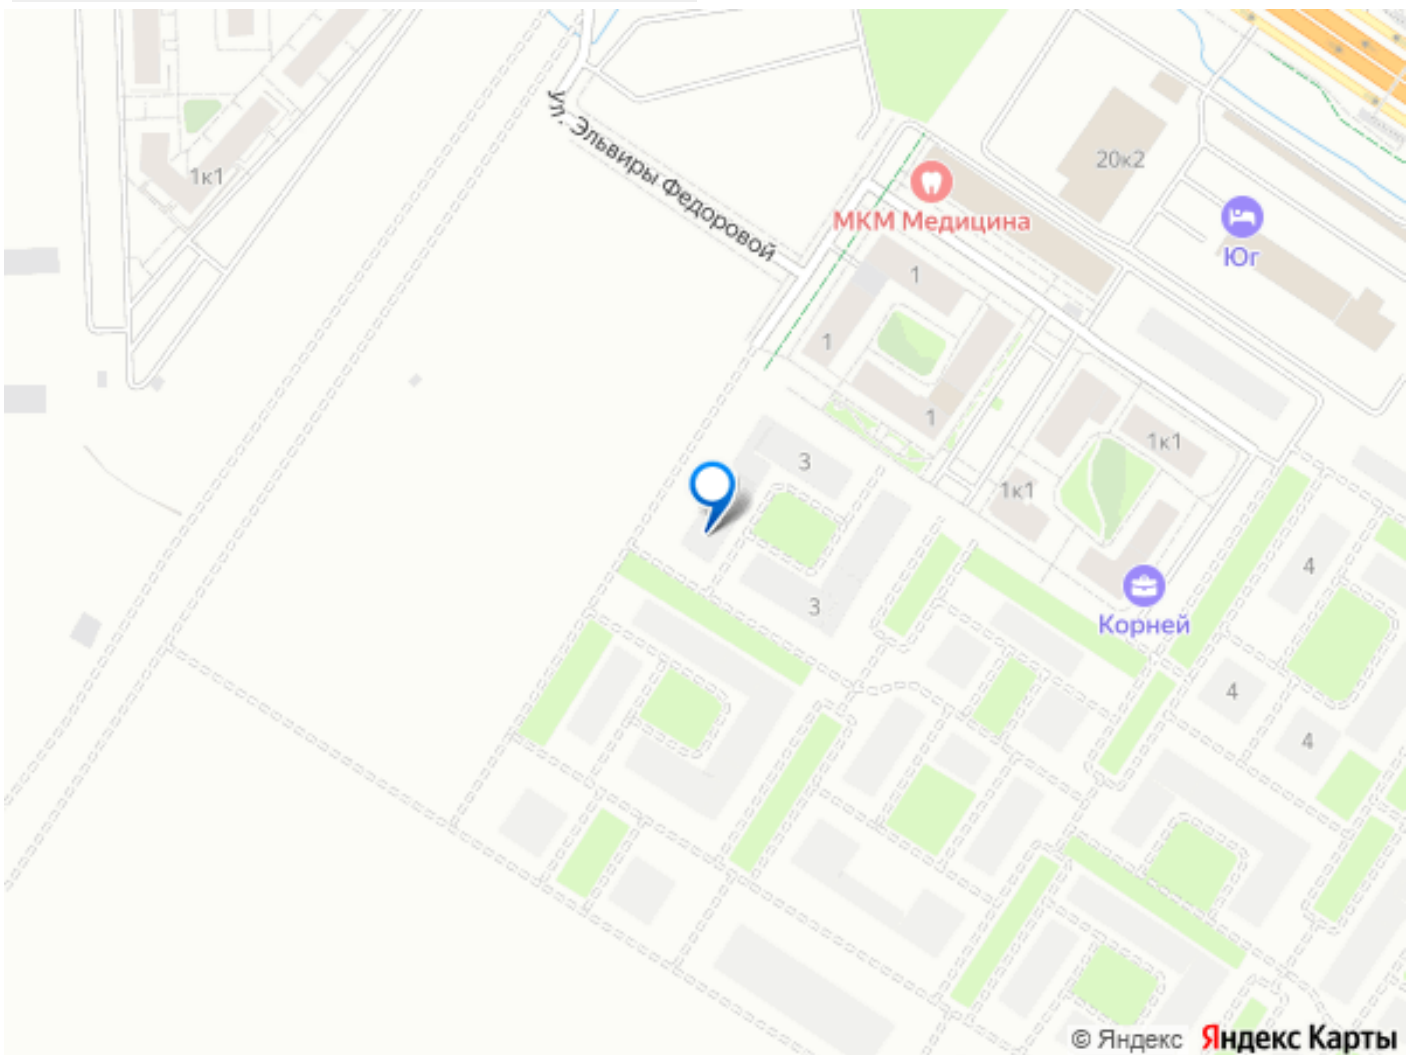 ул. Эльвиры Федоровой
1к1
20к2
МКМ Медицина
Юг
1
1
1
1к1
3
1к1
4
3
Корней
4
4
© Яндекс Яндекс Карты